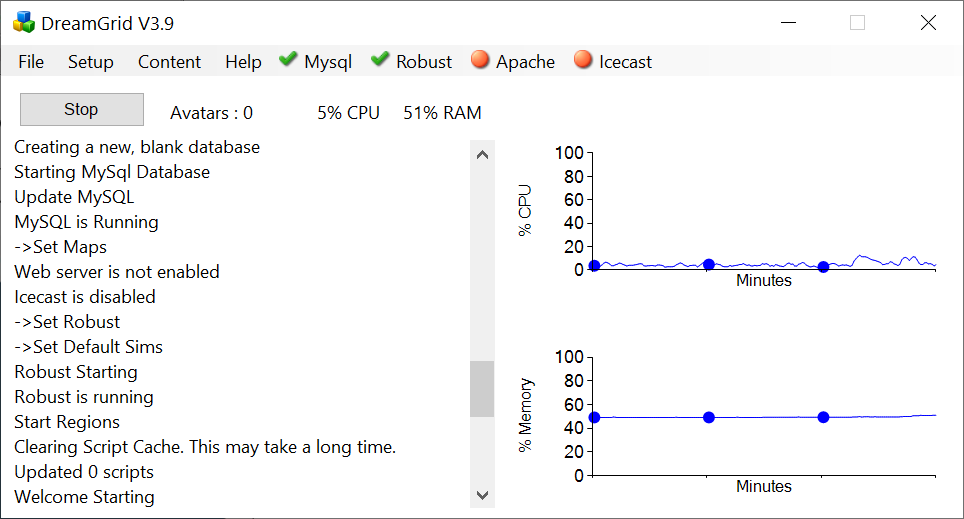 DreamGrid V3.9
File Setup Content Help Mysql Robust Apache Icecast
Stop Avatars : 0 5% CPU 51% RAM
Creating a new, blank database
Starting MySql Database
Update MySQL
MySQL is Running
->Set Maps
Web server is not enabled
Icecast is disabled
->Set Robust
->Set Default Sims
Robust Starting
Robust is running
Start Regions
Clearing Script Cache. This may take a long time.
Updated 0 scripts
Welcome Starting
% CPU
100
80
60
40
20
0
Minutes
% Memory
100
80
60
40
20
0
Minutes